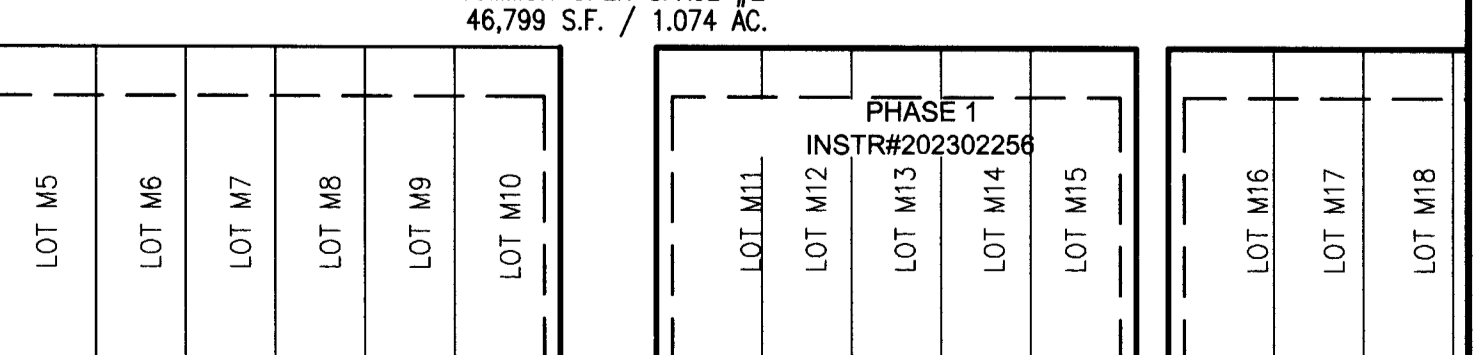 46,799 S.F. / 1.074 AC.
PHASE 1
INSTR#202302256
LOT M5
LOT M6
LOT M7
LOT M8
LOT M9
LOT M10
LOT M11
LOT M12
LOT M13
LOT M14
LOT M15
LOT M16
LOT M17
LOT M18